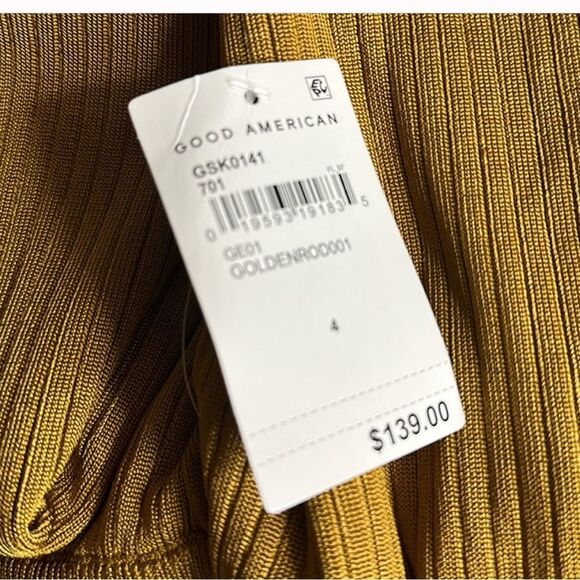 GOOD AMERICAN
GSK0141
701
0 19593 19183 5
GE01
GOLDENROD001
4
$139.00